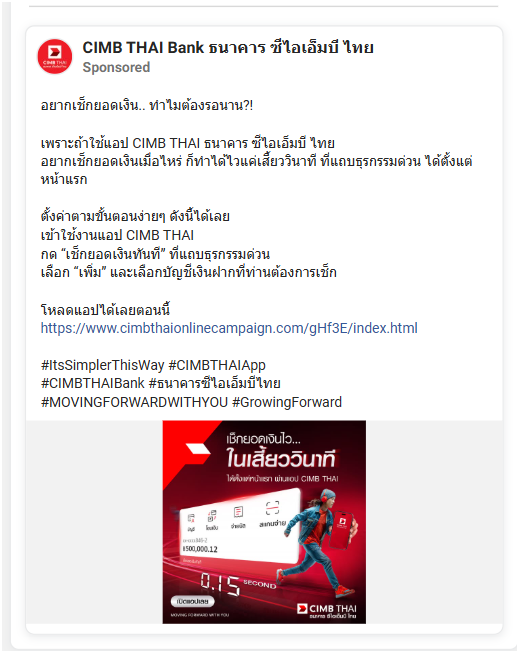 CIMB THAI Bank ธนาคาร ซีไอเอ็มบี ไทย
Sponsored
อยากเช็กยอดเงิน.. ทำไมต้องรอนาน?!
เพราะถ้าใช้แอป CIMB THAI ธนาคาร ซีไอเอ็มบี ไทย
อยากเช็กยอดเงินเมื่อไหร่ ก็ทำได้ไวแค่เสี้ยววินาที ที่แถบธุรกรรมด่วน ได้ตั้งแต่
หน้าแรก
ตั้งค่าตามขั้นตอนง่ายๆ ดังนี้ได้เลย
เข้าใช้งานแอป CIMB THAI
กด “เช็กยอดเงินทันที” ที่แถบธุรกรรมด่วน
เลือก “เพิ่ม” และเลือกบัญชีเงินฝากที่ท่านต้องการเช็ก
โหลดแอปได้เลยตอนนี้
https://www.cimbthaionlinecampaign.com/gHf3E/index.html
#ItsSimplerThisWay #CIMBTHAIApp
#CIMBTHAIBank #ธนาคารซีไอเอ็มบีไทย
#MOVINGFORWARDWITHYOU #GrowingForward
เช็กยอดเงินไว...
ในเสี้ยววินาที
ได้ตั้งแต่หน้าแรก ผ่านแอป CIMB THAI
บัญชี โอนเงิน จ่ายบิล สแกนจ่าย
฿500,000.12
0.15 SECOND
เปิดแอปเลย
MOVING FORWARD WITH YOU
CIMB THAI
ธนาคาร ซีไอเอ็มบี ไทย